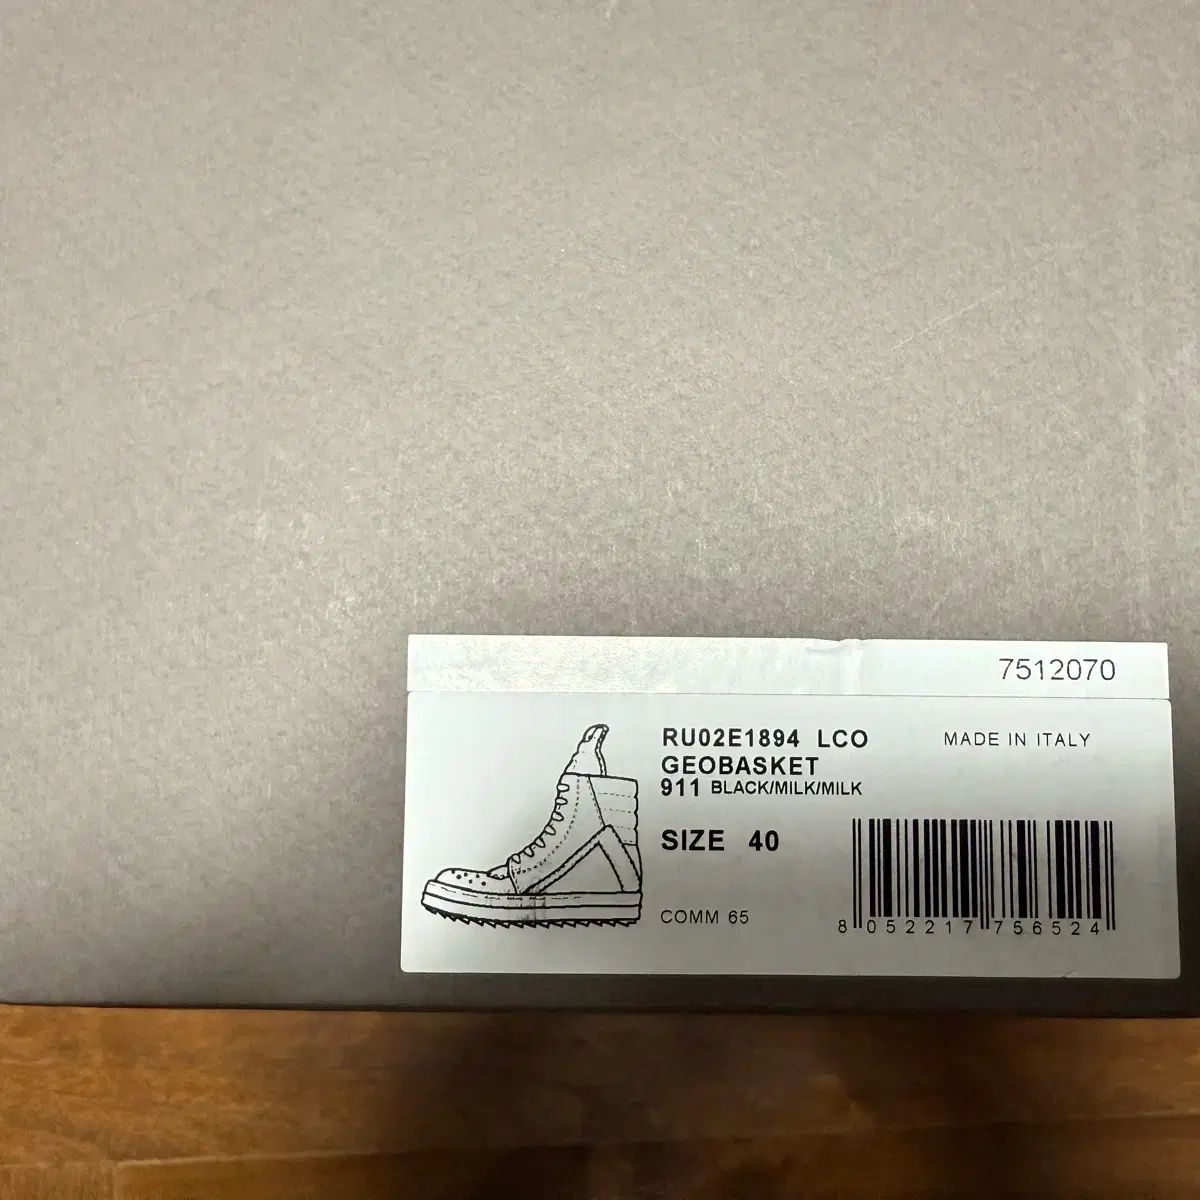 7512070
RU02E1894 LCO
MADE IN ITALY
GEOBASKET
911 BLACK/MILK/MILK
SIZE 40
COMM 65
8 052217 756524